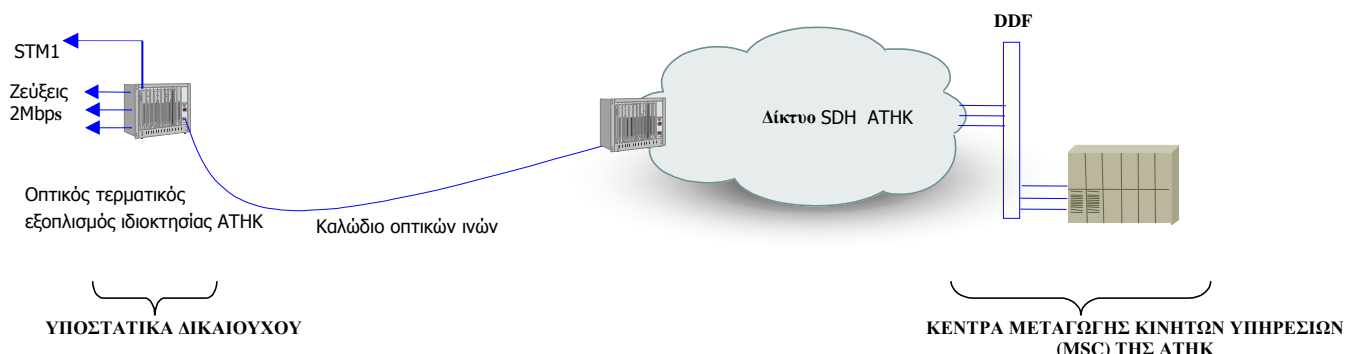 DDF
STM1
Ζεύξεις
2Mbps
Δίκτυο SDH ΑΤΗΚ
Οπτικός τερματικός
εξοπλισμός ιδιοκτησίας ΑΤΗΚ
Καλώδιο οπτικών ινών
ΥΠΟΣΤΑΤΙΚΑ ΔΙΚΑΙΟΥΧΟΥ
ΚΕΝΤΡΑ ΜΕΤΑΓΩΓΗΣ ΚΙΝΗΤΩΝ ΥΠΗΡΕΣΙΩΝ
(MSC) ΤΗΣ ΑΤΗΚ